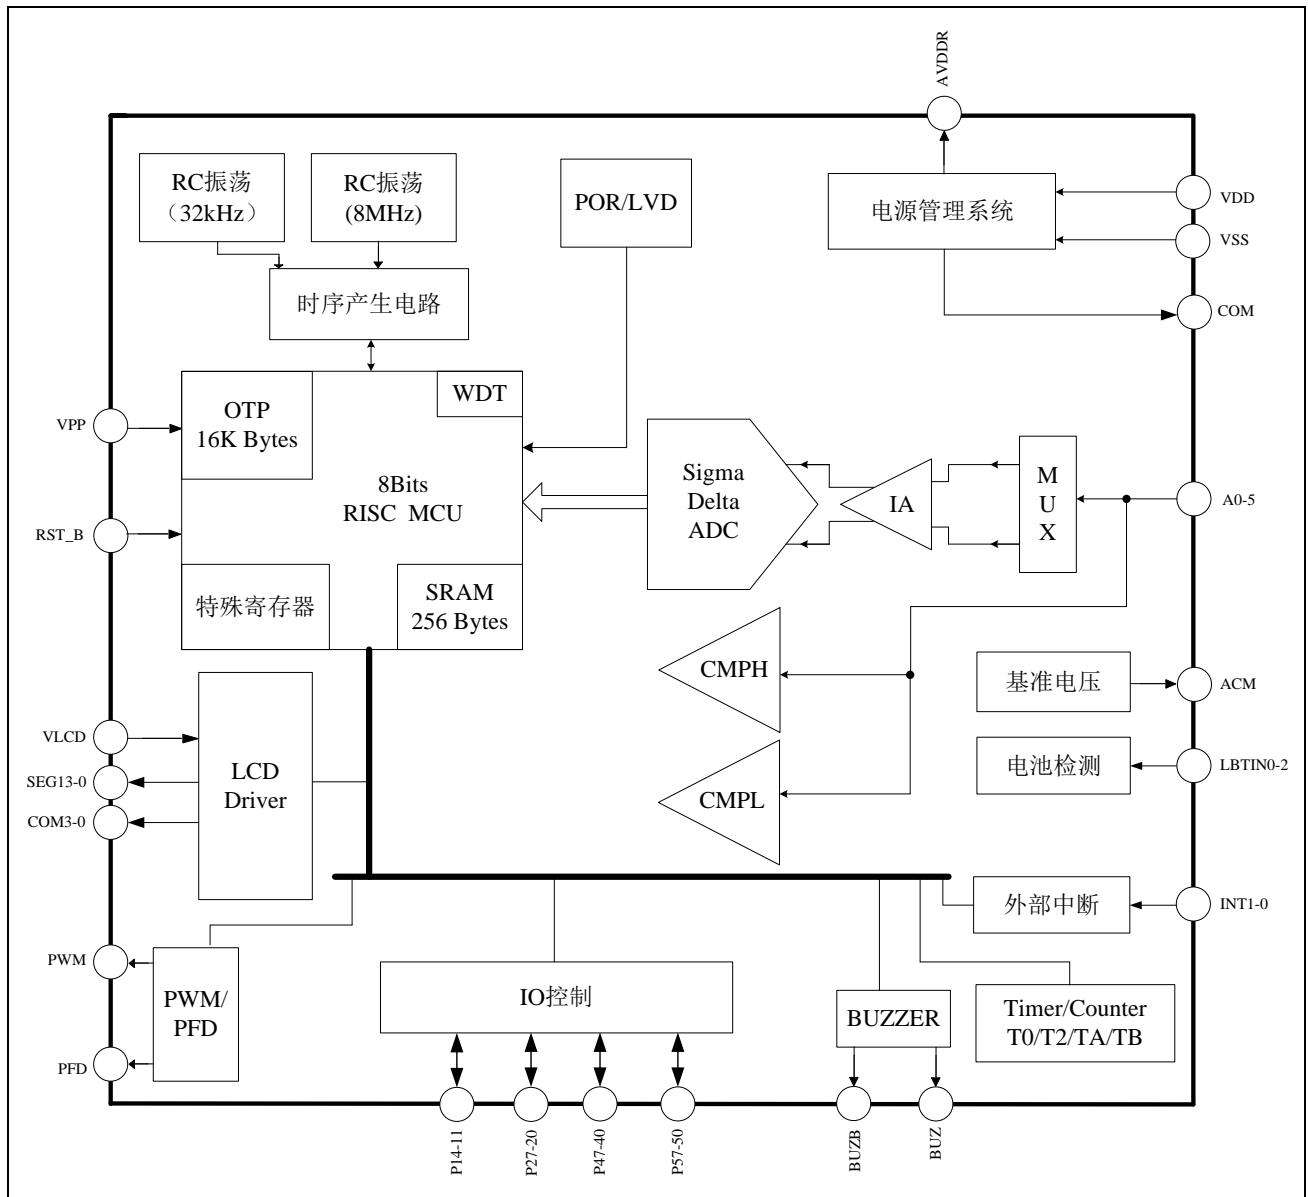 AVDDR
RC振荡
（32kHz）
RC振荡
(8MHz)
POR/LVD
电源管理系统
VDD
VSS
COM
时序产生电路
VPP
OTP
16K Bytes
WDT
8Bits
RISC MCU
RST_B
特殊寄存器
SRAM
256 Bytes
Sigma
Delta
ADC
IA
M
U
X
A0-5
CMPH
CMPL
基准电压
ACM
电池检测
LBTIN0-2
VLCD
SEG13-0
COM3-0
LCD
Driver
外部中断
INT1-0
PWM
PFD
PWM/
PFD
IO控制
BUZZER
Timer/Counter
T0/T2/TA/TB
P14-11
P27-20
P47-40
P57-50
BUZB
BUZ